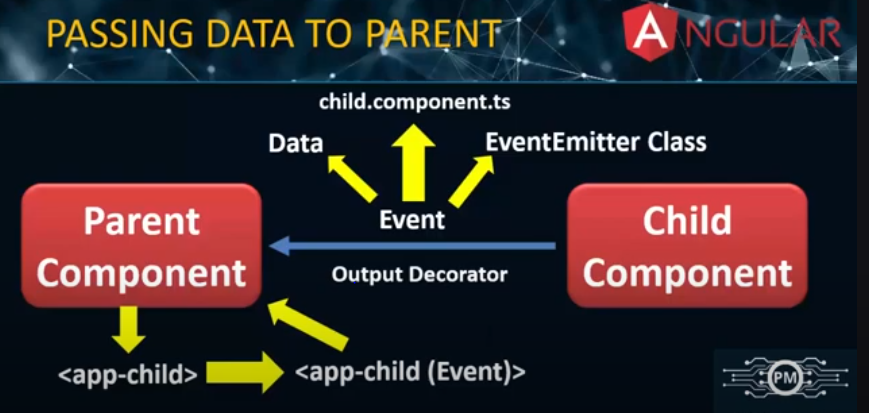 PASSING DATA TO PARENT
ANGULAR
child.component.ts
Data
EventEmitter Class
Parent
Component
Event
Output Decorator
Child
Component
<app-child>
<app-child (Event)>
PM